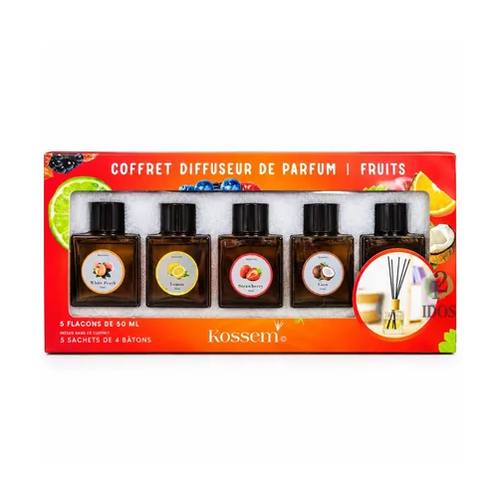 COFFRET DIFFUSEUR DE PARFUM | FRUITS
White Peach
Lemon
Strawberry
Coco
5 FLACONS DE 50 ML
5 SACHETS DE 4 BÂTONS
Kossem ©
IDOS